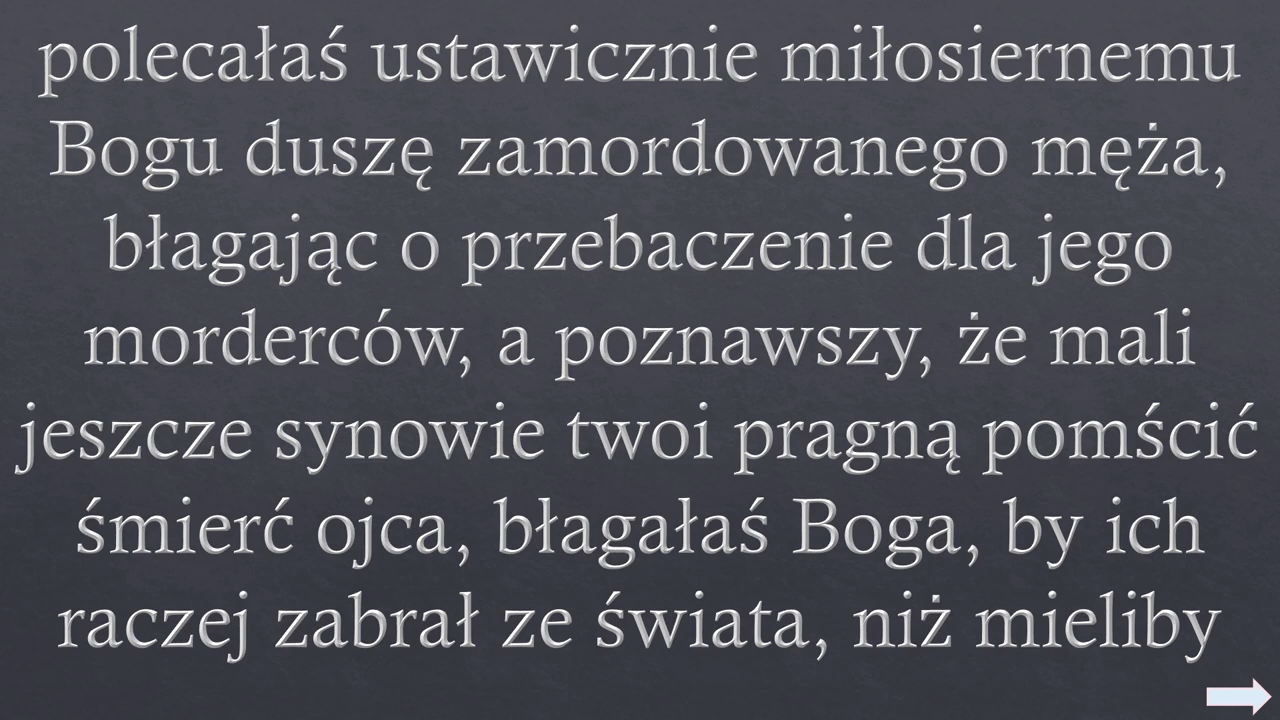 polecałaś ustawicznie miłosiernemu
Bogu duszę zamordowanego męża,
błagając o przebaczenie dla jego
morderców, a poznawszy, że mali
jeszcze synowie twoi pragną pomścić
śmierć ojca, błagałaś Boga, by ich
raczej zabrał ze świata, niż mieliby